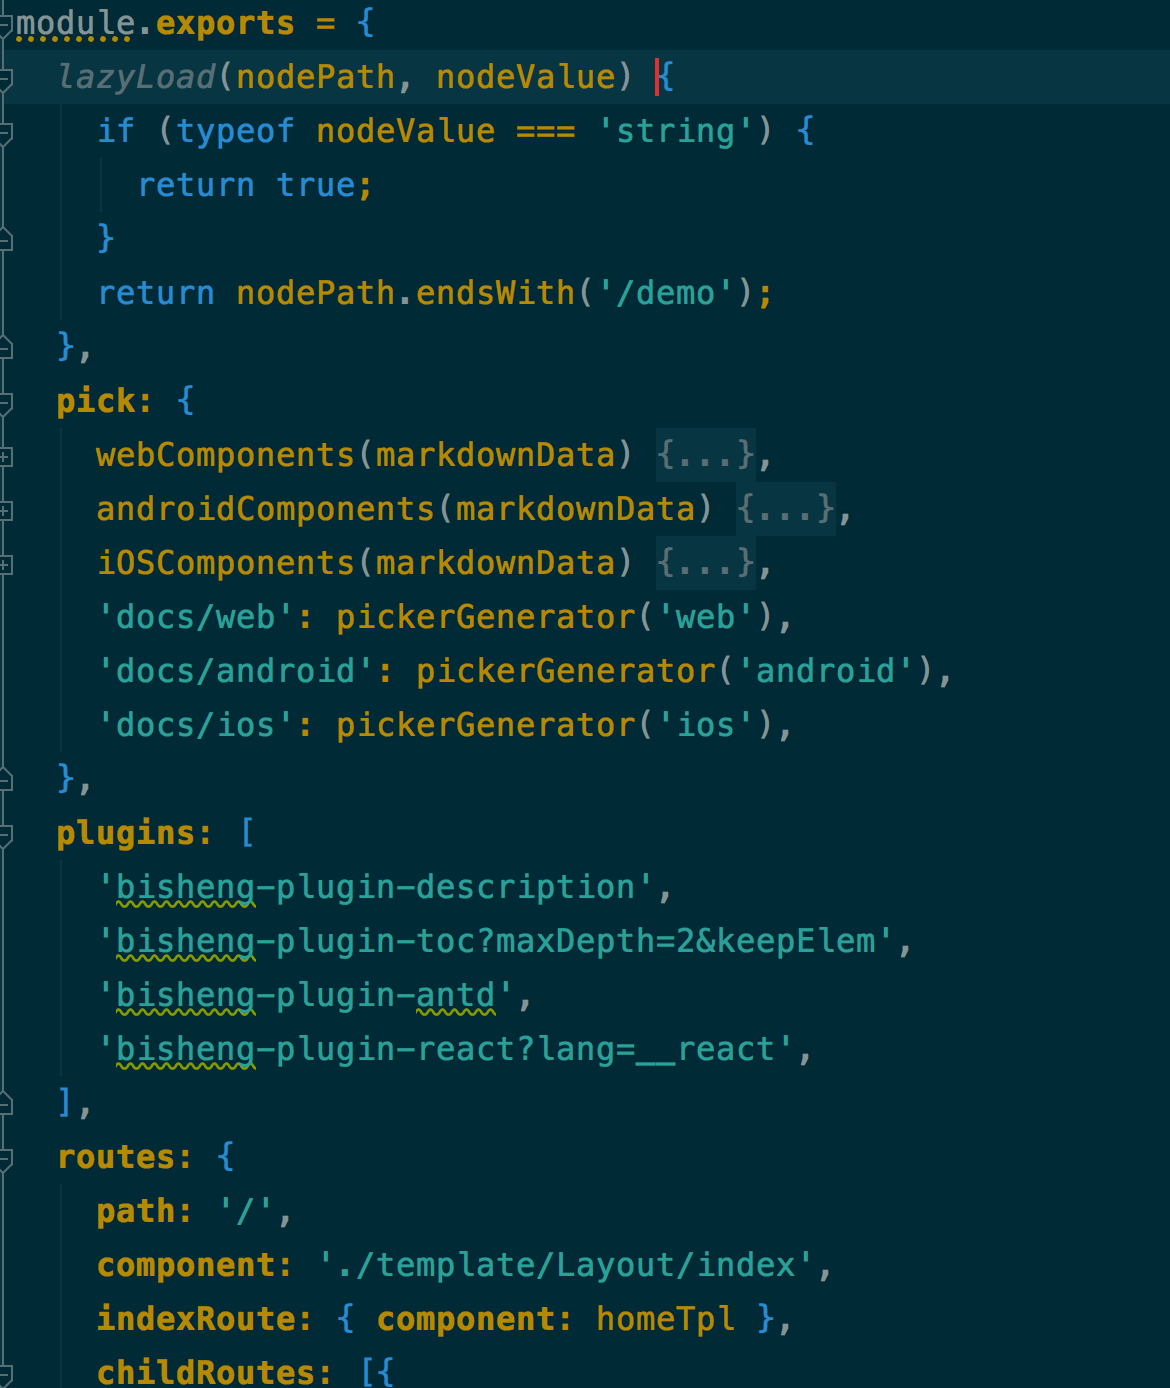 module.exports = {
  lazyLoad(nodePath, nodeValue) {
    if (typeof nodeValue === 'string') {
      return true;
    }
    return nodePath.endsWith('/demo');
  },
  pick: {
    webComponents(markdownData) {...},
    androidComponents(markdownData) {...},
    iOSComponents(markdownData) {...},
    'docs/web': pickerGenerator('web'),
    'docs/android': pickerGenerator('android'),
    'docs/ios': pickerGenerator('ios'),
  },
  plugins: [
    'bisheng-plugin-description',
    'bisheng-plugin-toc?maxDepth=2&keepElem',
    'bisheng-plugin-antd',
    'bisheng-plugin-react?lang=__react',
  ],
  routes: {
    path: '/',
    component: './template/Layout/index',
    indexRoute: { component: homeTpl },
    childRoutes: [{